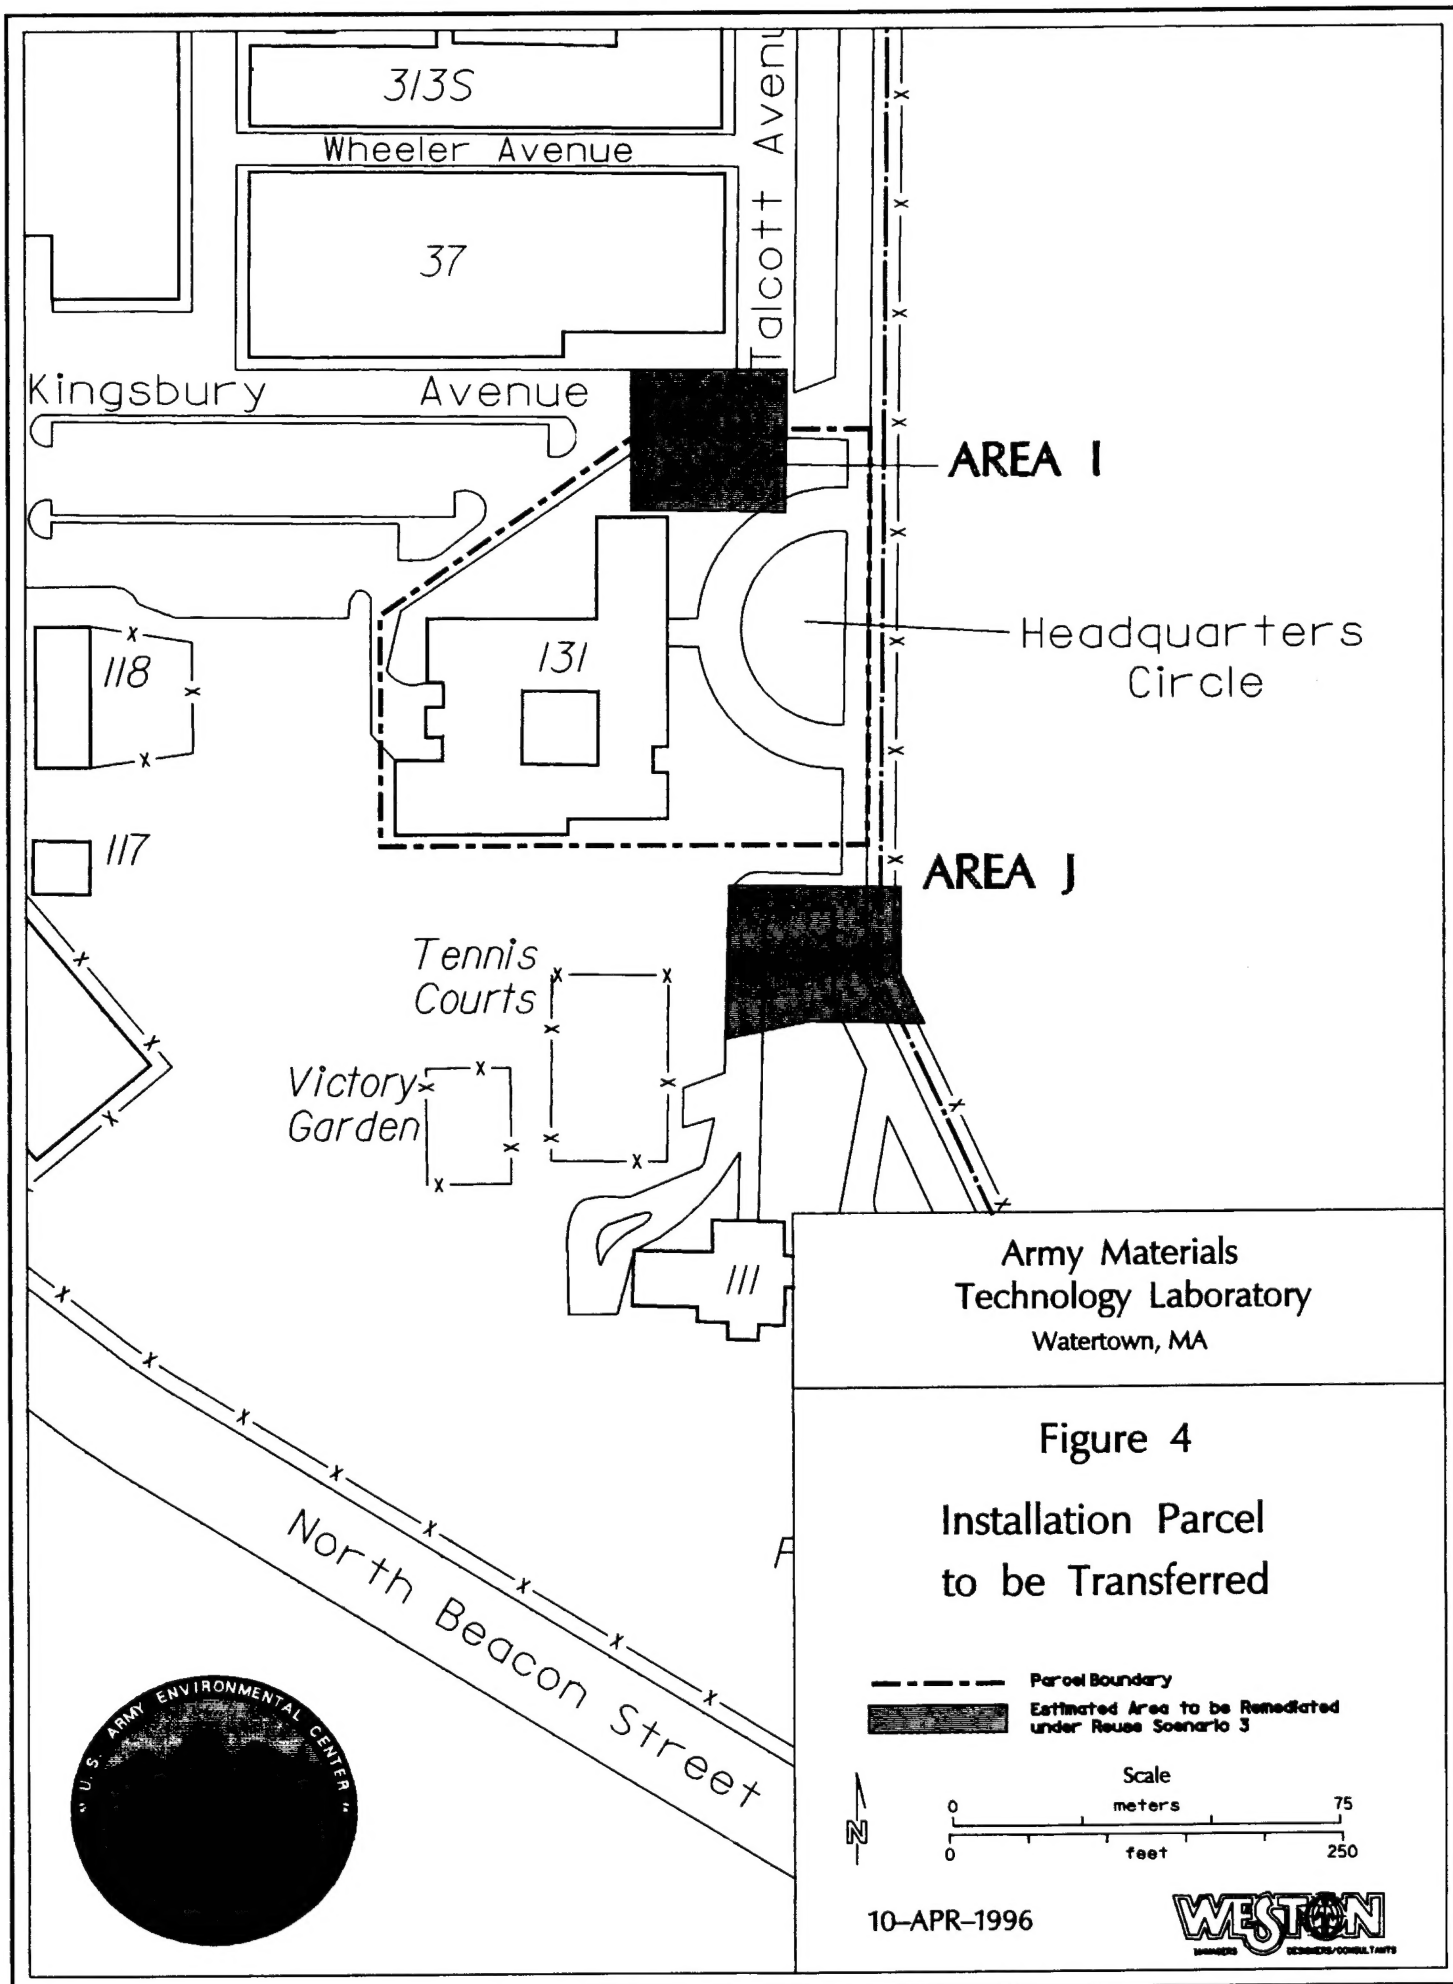 313S
Wheeler Avenue
37
Talcott Avenu
Kingsbury Avenue
AREA I
Headquarters
Circle
131
118
117
AREA J
Tennis
Courts
Victory
Garden
111
North Beacon Street
F
U.S. ARMY ENVIRONMENTAL CENTER
Army Materials
Technology Laboratory
Watertown, MA
Figure 4
Installation Parcel
to be Transferred
Parcel Boundary
Estimated Area to be Remediated
under Reuse Scenario 3
Scale
0 meters 75
0 feet 250
N
10-APR-1996
WESTON
MANAGERS DESIGNERS/CONSULTANTS